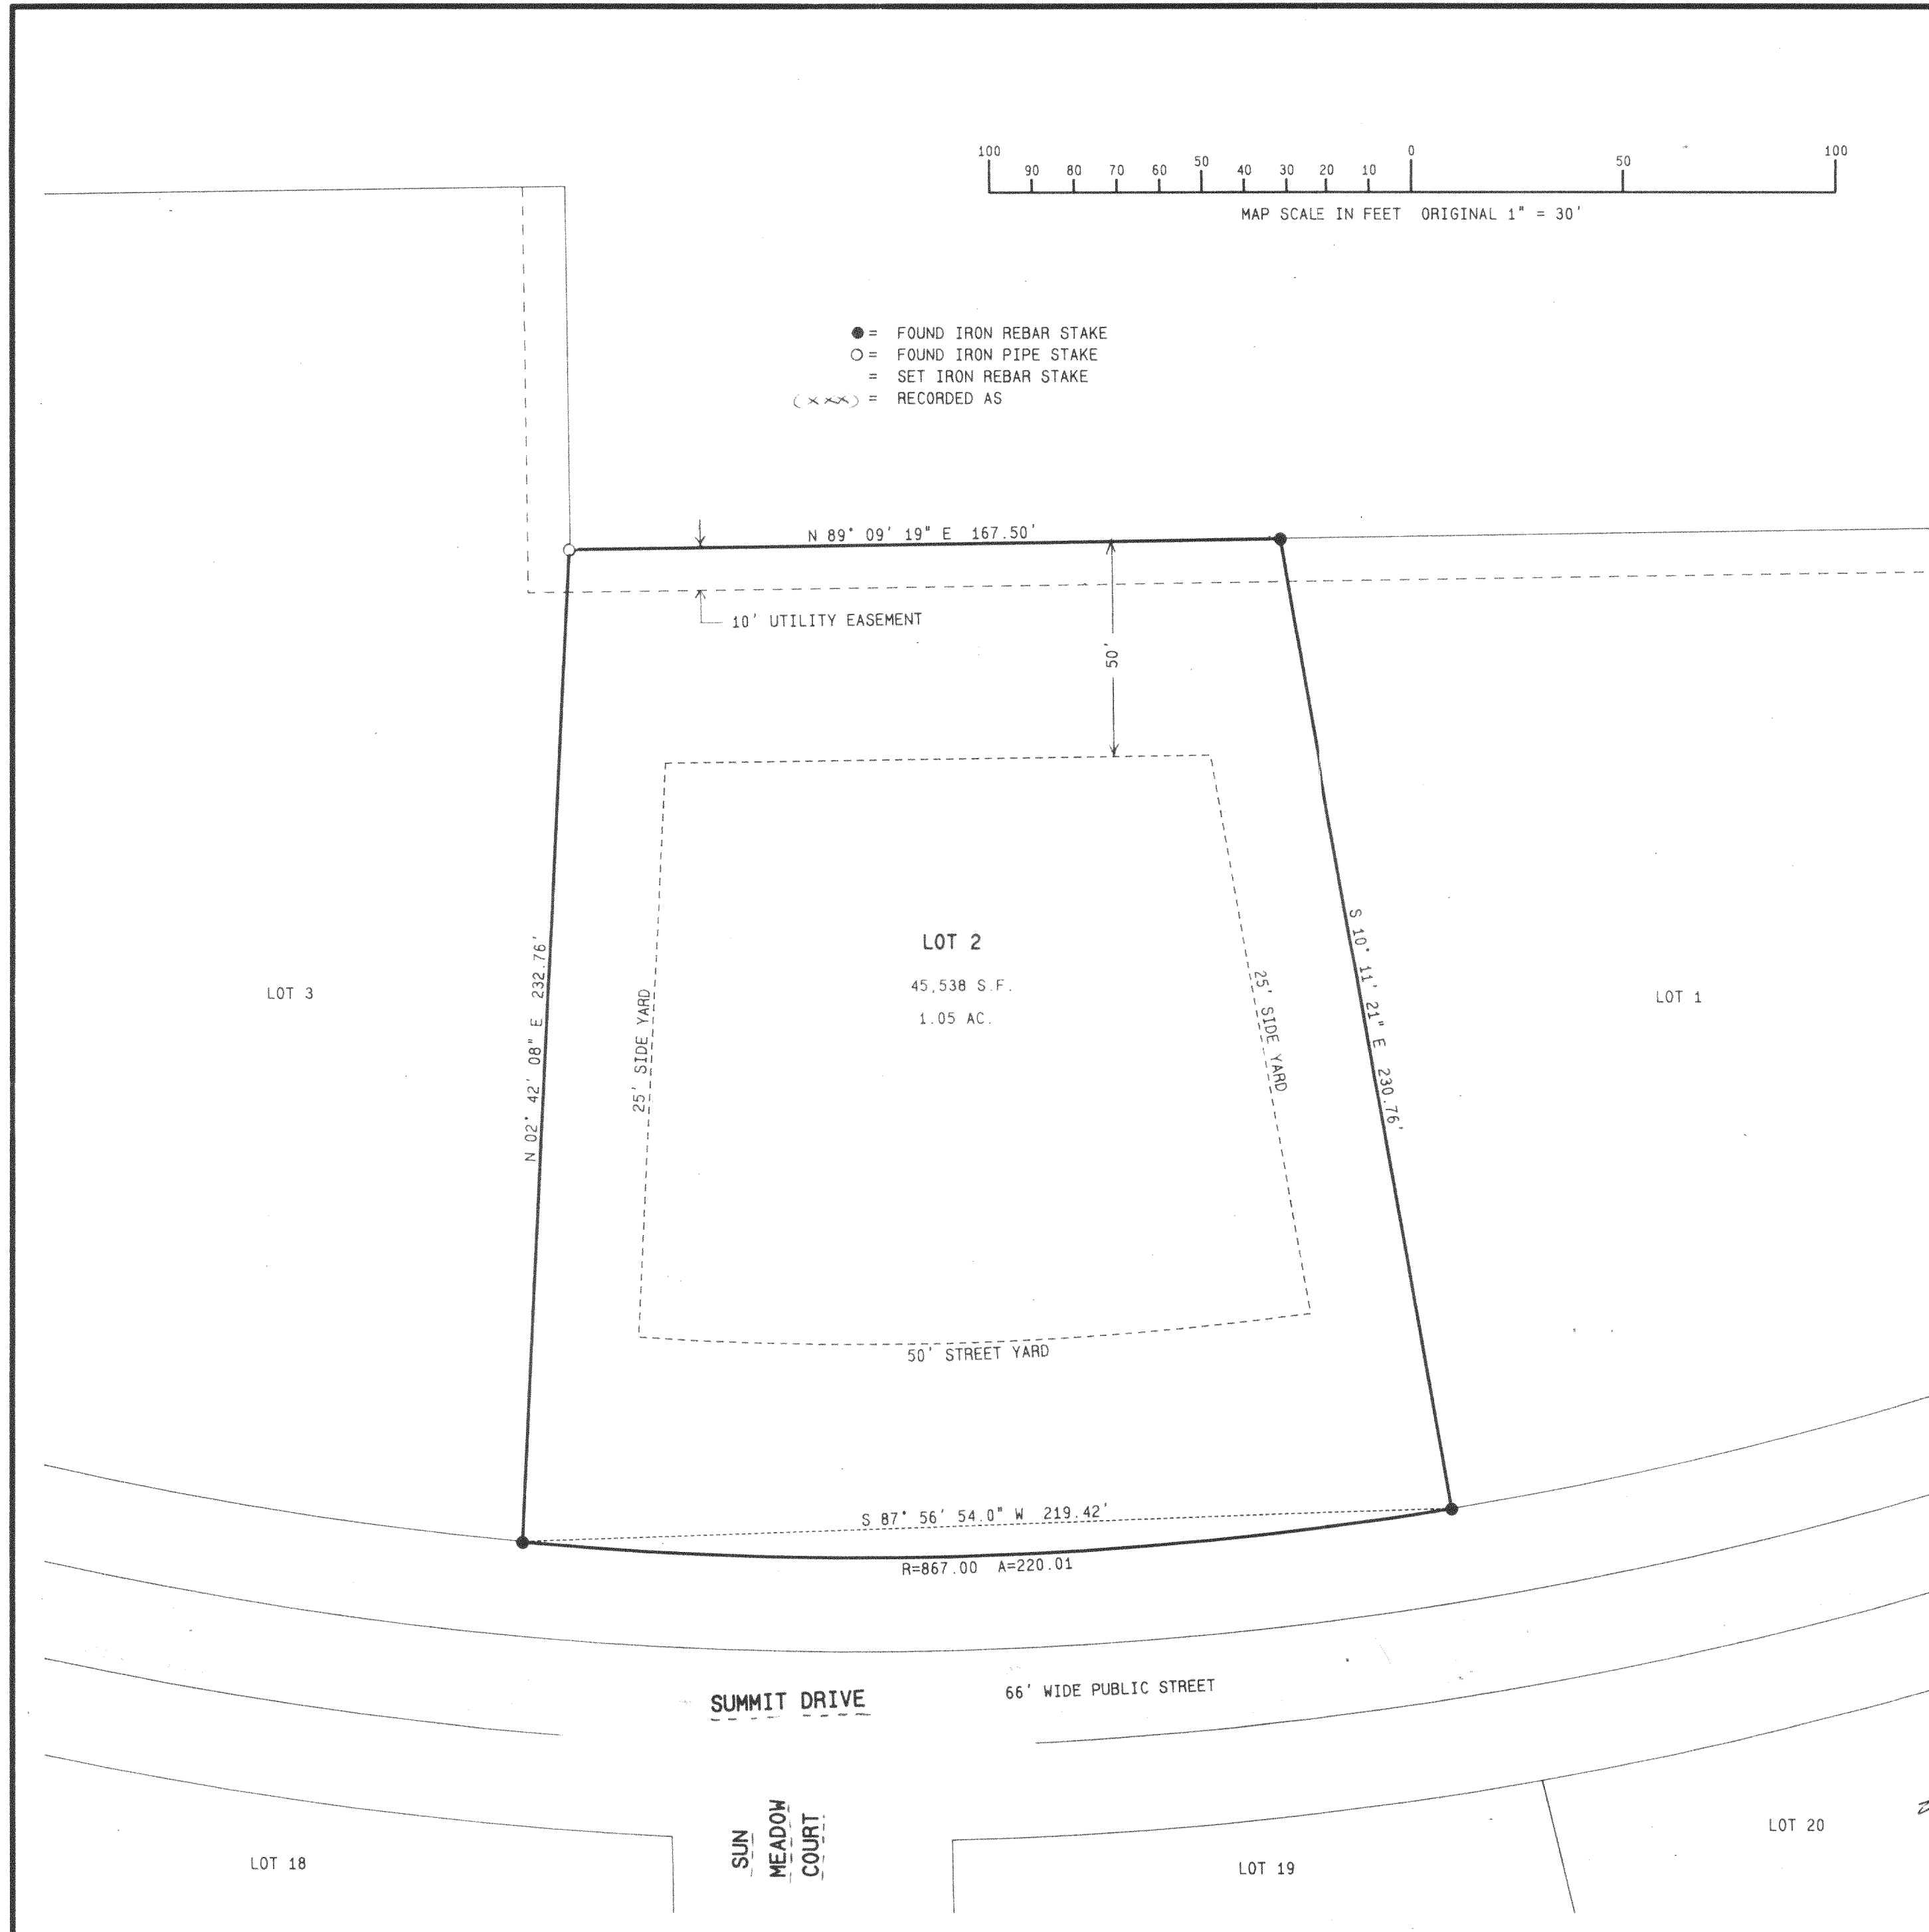 100 90 80 70 60 50 40 30 20 10 0 50 100
MAP SCALE IN FEET ORIGINAL 1" = 30'
= FOUND IRON REBAR STAKE
= FOUND IRON PIPE STAKE
= SET IRON REBAR STAKE
(xxx) = RECORDED AS
N 89° 09' 19" E 167.50'
10' UTILITY EASEMENT
50'
LOT 2
45,538 S.F.
1.05 AC.
LOT 3
N 02° 42' 08" E 232.76'
25' SIDE YARD
25' SIDE YARD
S 10° 11' 21" E 230.76'
LOT 1
50' STREET YARD
S 87° 56' 54.0" W 219.42'
R=867.00 A=220.01
SUMMIT DRIVE
66' WIDE PUBLIC STREET
SUN
MEADOW
COURT
LOT 18
LOT 19
LOT 20